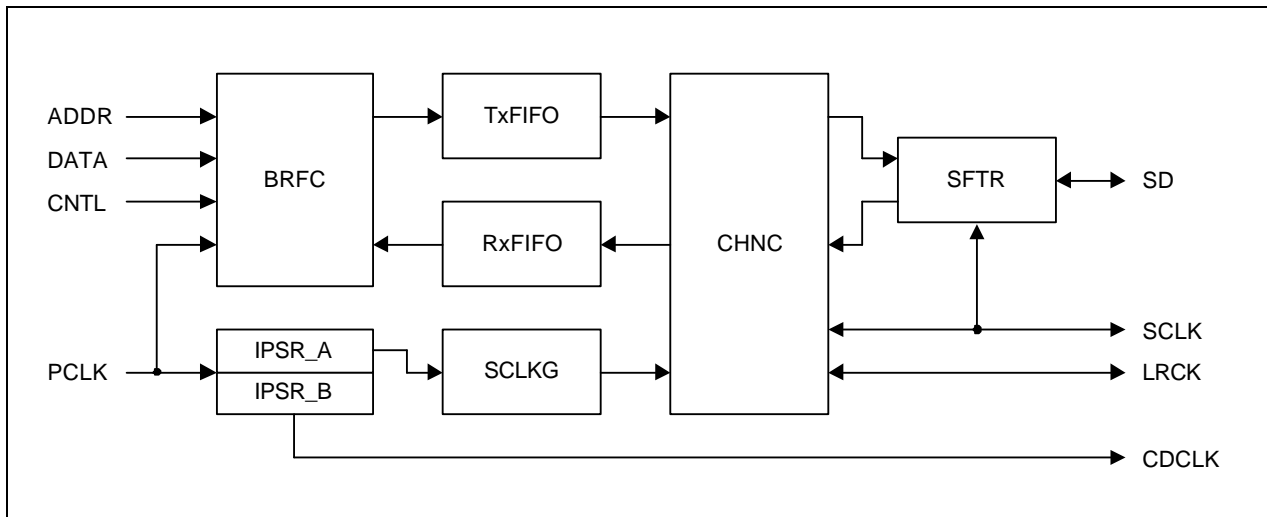 ADDR
DATA
CNTL
PCLK
BRFC
TxFIFO
RxFIFO
IPSR_A
IPSR_B
SCLKG
CHNC
SFTR
SD
SCLK
LRCK
CDCLK